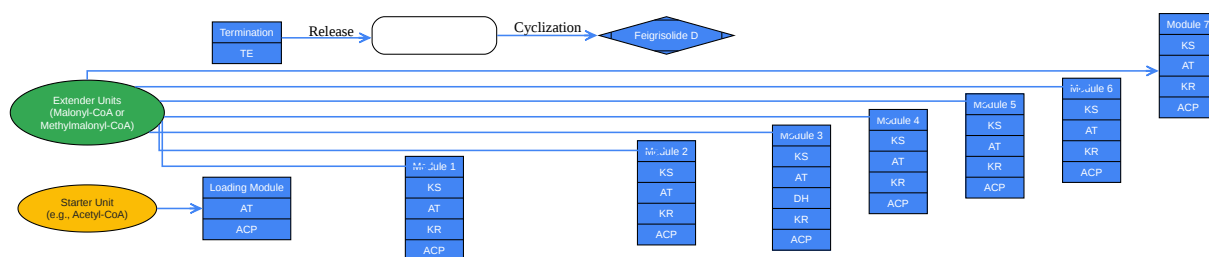 Termination
TE
Release
Cyclization
Feigrisolide D
Extender Units
(Malonyl-CoA or
Methylmalonyl-CoA)
Starter Unit
(e.g., Acetyl-CoA)
Loading Module
AT
ACP
Module 1
KS
AT
KR
ACP
Module 2
KS
AT
KR
ACP
Module 3
KS
AT
DH
KR
ACP
Module 4
KS
AT
KR
ACP
Module 5
KS
AT
KR
ACP
Module 6
KS
AT
KR
ACP
Module 7
KS
AT
KR
ACP